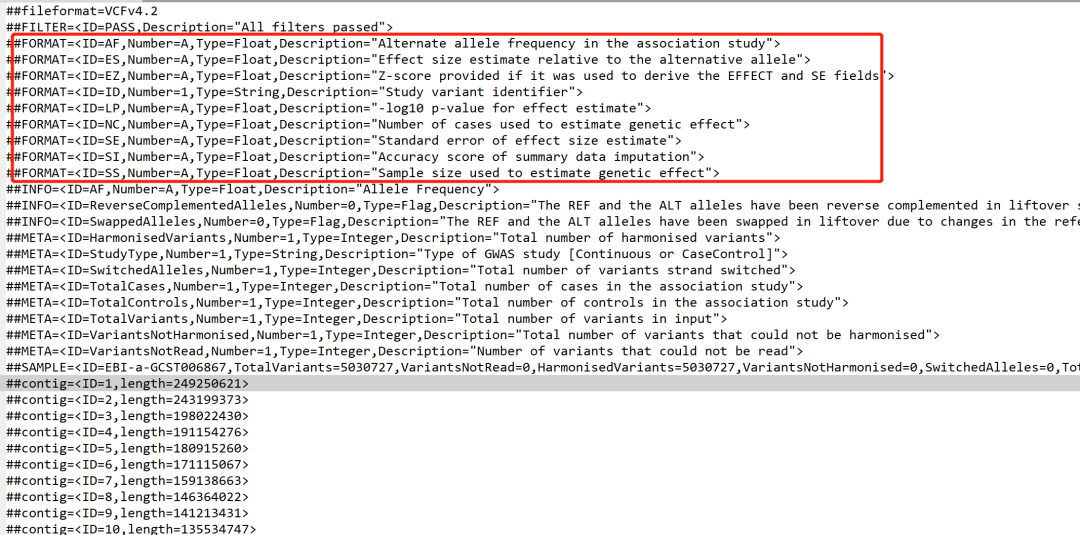 ##fileformat=VCFv4.2
##FILTER=<ID=PASS,Description="All filters passed">
##FORMAT=<ID=AF,Number=A,Type=Float,Description="Alternate allele frequency in the association study">
##FORMAT=<ID=ES,Number=A,Type=Float,Description="Effect size estimate relative to the alternative allele">
##FORMAT=<ID=EZ,Number=A,Type=Float,Description="Z-score provided if it was used to derive the EFFECT and SE fields">
##FORMAT=<ID=ID,Number=1,Type=String,Description="Study variant identifier">
##FORMAT=<ID=LP,Number=A,Type=Float,Description="-log10 p-value for effect estimate">
##FORMAT=<ID=NC,Number=A,Type=Float,Description="Number of cases used to estimate genetic effect">
##FORMAT=<ID=SE,Number=A,Type=Float,Description="Standard error of effect size estimate">
##FORMAT=<ID=SI,Number=A,Type=Float,Description="Accuracy score of summary data imputation">
##FORMAT=<ID=SS,Number=A,Type=Float,Description="Sample size used to estimate genetic effect">
##INFO=<ID=AF,Number=A,Type=Float,Description="Allele Frequency">
##INFO=<ID=ReverseComplementedAlleles,Number=0,Type=Flag,Description="The REF and the ALT alleles have been reverse complemented in liftover s
##INFO=<ID=SwappedAlleles,Number=0,Type=Flag,Description="The REF and the ALT alleles have been swapped in liftover due to changes in the refe
##META=<ID=HarmonisedVariants,Number=1,Type=Integer,Description="Total number of harmonised variants">
##META=<ID=StudyType,Number=1,Type=String,Description="Type of GWAS study [Continuous or CaseControl]">
##META=<ID=SwitchedAlleles,Number=1,Type=Integer,Description="Total number of variants strand switched">
##META=<ID=TotalCases,Number=1,Type=Integer,Description="Total number of cases in the association study">
##META=<ID=TotalControls,Number=1,Type=Integer,Description="Total number of controls in the association study">
##META=<ID=TotalVariants,Number=1,Type=Integer,Description="Total number of variants in input">
##META=<ID=VariantsNotHarmonised,Number=1,Type=Integer,Description="Total number of variants that could not be harmonised">
##META=<ID=VariantsNotRead,Number=1,Type=Integer,Description="Number of variants that could not be read">
##SAMPLE=<ID=EBI-a-GCST006867,TotalVariants=5030727,VariantsNotRead=0,HarmonisedVariants=5030727,VariantsNotHarmonised=0,SwitchedAlleles=0,Tot
##contig=<ID=1,length=249250621>
##contig=<ID=2,length=243199373>
##contig=<ID=3,length=198022430>
##contig=<ID=4,length=191154276>
##contig=<ID=5,length=180915260>
##contig=<ID=6,length=171115067>
##contig=<ID=7,length=159138663>
##contig=<ID=8,length=146364022>
##contig=<ID=9,length=141213431>
##contig=<ID=10,length=135534747>